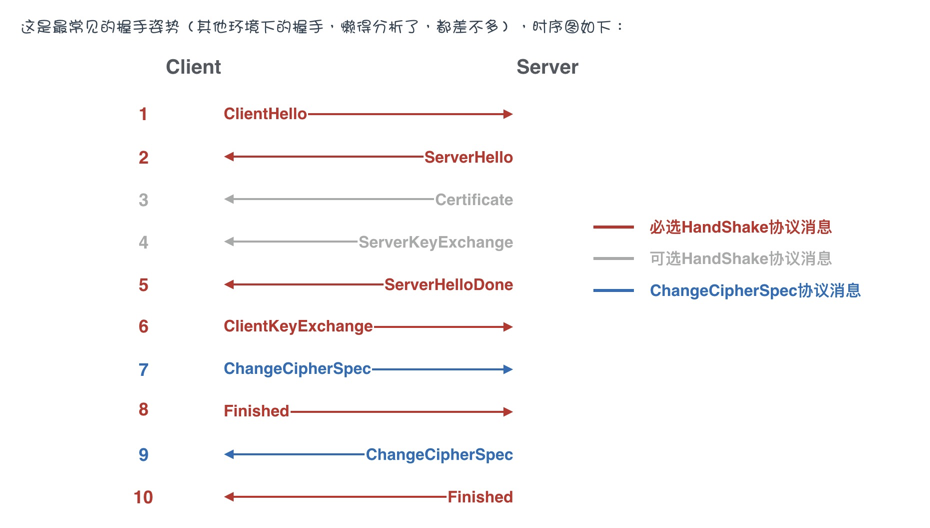 这是最常见的握手姿势（其他环境下的握手，懒得分析了，都差不多），时序图如下：
Client Server
1 ClientHello
2 ServerHello
3 Certificate
4 ServerKeyExchange
5 ServerHelloDone
6 ClientKeyExchange
7 ChangeCipherSpec
8 Finished
9 ChangeCipherSpec
10 Finished
必选HandShake协议消息
可选HandShake协议消息
ChangeCipherSpec协议消息